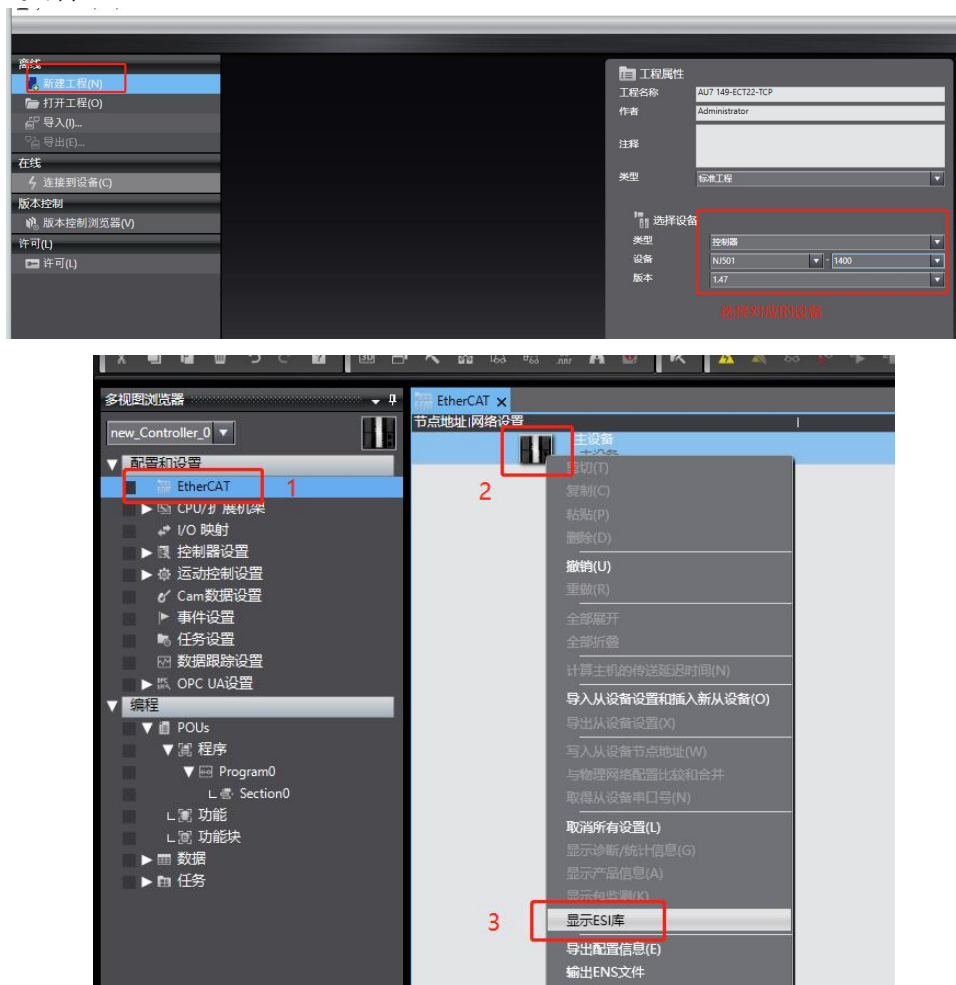 离线
新建工程(N)
打开工程(O)
导入(I)...
导出(E)...
在线
连接到设备(C)
版本控制
版本控制浏览器(V)
许可(L)
许可(L)
工程属性
工程名称 AU7 149-ECT22-TCP
作者 Administrator
注释
类型 标准工程
选择设备
类型 控制器
设备 NJ501 - 1400
版本 1.47
选择对应的设备
多视图浏览器
new_Controller_0
配置和设置
EtherCAT 1
CPU/扩展机架
I/O 映射
控制器设置
运动控制设置
Cam数据设置
事件设置
任务设置
数据跟踪设置
OPC UA设置
编程
POUs
程序
Program0
Section0
功能
功能块
数据
任务
EtherCAT
节点地址|网络设置
主设备
主设备
2
剪切(T)
复制(C)
粘贴(P)
删除(D)
撤销(U)
重做(R)
全部展开
全部折叠
计算主机的传送延迟时间(N)
导入从设备设置和插入新从设备(O)
导出从设备设置(X)
写入从设备节点地址(W)
与物理网络配置比较和合并
取得从设备串口号(N)
取消所有设置(L)
显示诊断/统计信息(G)
显示产品信息(A)
显示包监测(K)
3 显示ESI库
导出配置信息(E)
输出ENS文件